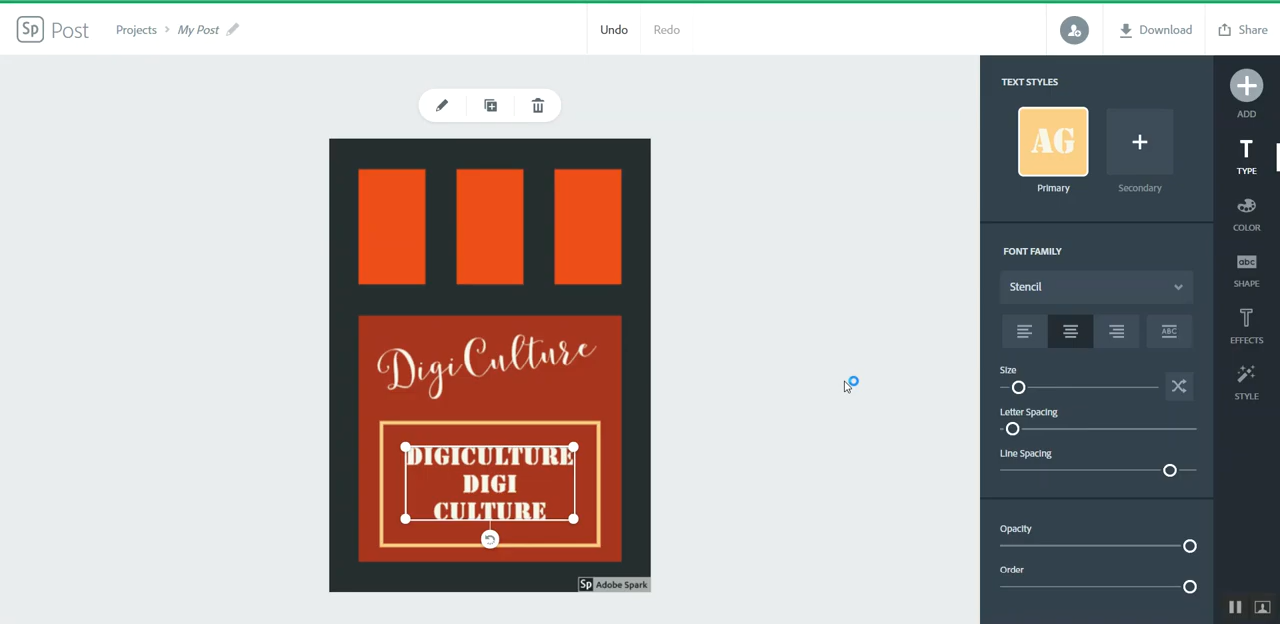 Sp Post
Projects > My Post
Undo
Redo
Download
Share
TEXT STYLES
AG
Primary
Secondary
FONT FAMILY
Stencil
ABC
Size
Letter Spacing
Line Spacing
Opacity
Order
ADD
T
TYPE
COLOR
abc
SHAPE
T
EFFECTS
STYLE
DigiCulture
DIGICULTURE
DIGI
CULTURE
Sp Adobe Spark